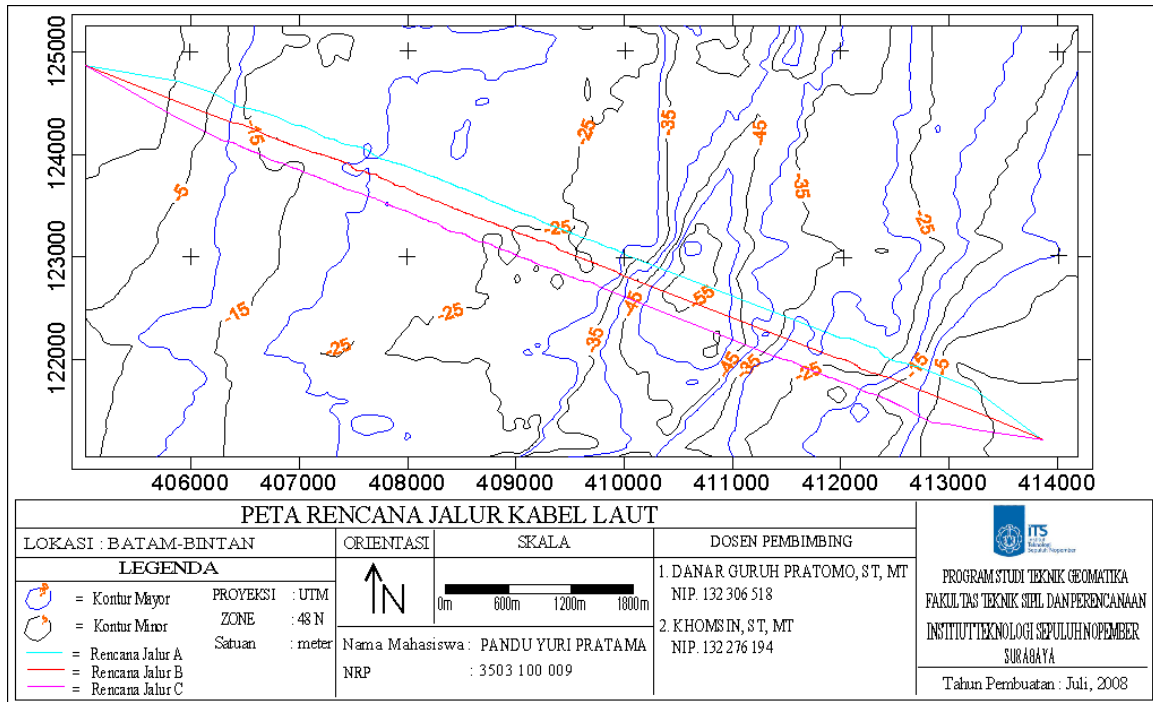 125000
124000
123000
122000
-5
-15
-15
-25
-25
-25
-25
-35
-35
-45
-45
-55
-45
-35
-25
-35
-25
-15
-5
406000 407000 408000 409000 410000 411000 412000 413000 414000
PETA RENCANA JALUR KABEL LAUT
LOKASI : BATAM-BINTAN
LEGENDA
= Kontur Mayor
= Kontur Minor
= Rencana Jalur A
= Rencana Jalur B
= Rencana Jalur C
PROYEKSI : UTM
ZONE : 48 N
Satuan : meter
ORIENTASI
N
SKALA
0m 600m 1200m 1800m
Nama Mahasiswa : PANDU YURI PRATAMA
NRP : 3503 100 009
DOSEN PEMBIMBING
1. DANAR GURUH PRATOMO, ST, MT
NIP. 132 306 518
2. KHOMSIN, ST, MT
NIP. 132 276 194
ITS
Institut
Teknologi
Sepuluh Nopember
PROGRAM STUDI TEKNIK GEOMATIKA
FAKULTAS TEKNIK SIPIL DAN PERENCANAAN
INSTITUT TEKNOLOGI SEPULUH NOPEMBER
SURABAYA
Tahun Pembuatan : Juli, 2008